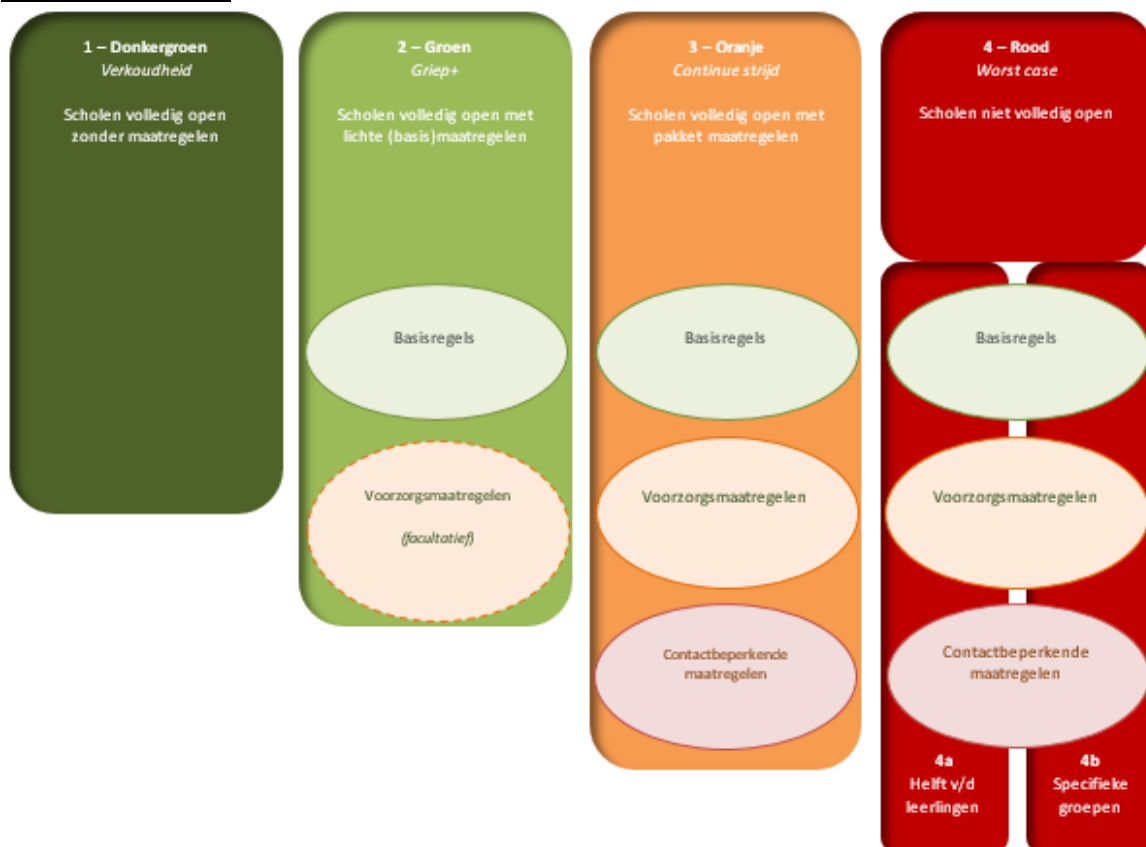 1 – Donkergroen
Verkoudheid
Scholen volledig open
zonder maatregelen
2 – Groen
Griep+
Scholen volledig open met
lichte (basis)maatregelen
Basisregels
Voorzorgsmaatregelen
(facultatief)
3 – Oranje
Continue strijd
Scholen volledig open met
pakket maatregelen
Basisregels
Voorzorgsmaatregelen
Contactbeperkende
maatregelen
4 – Rood
Worst case
Scholen niet volledig open
Basisregels
Voorzorgsmaatregelen
Contactbeperkende
maatregelen
4a
Helft v/d
leerlingen
4b
Specifieke
groepen